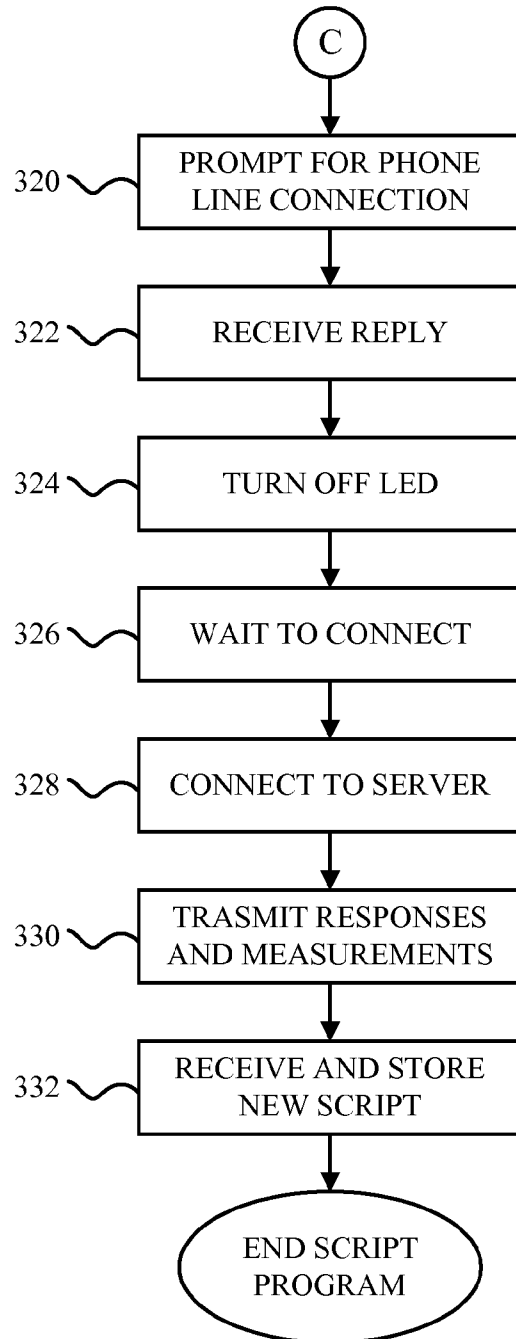 C
320 PROMPT FOR PHONE
LINE CONNECTION
322 RECEIVE REPLY
324 TURN OFF LED
326 WAIT TO CONNECT
328 CONNECT TO SERVER
330 TRASMIT RESPONSES
AND MEASUREMENTS
332 RECEIVE AND STORE
NEW SCRIPT
END SCRIPT
PROGRAM